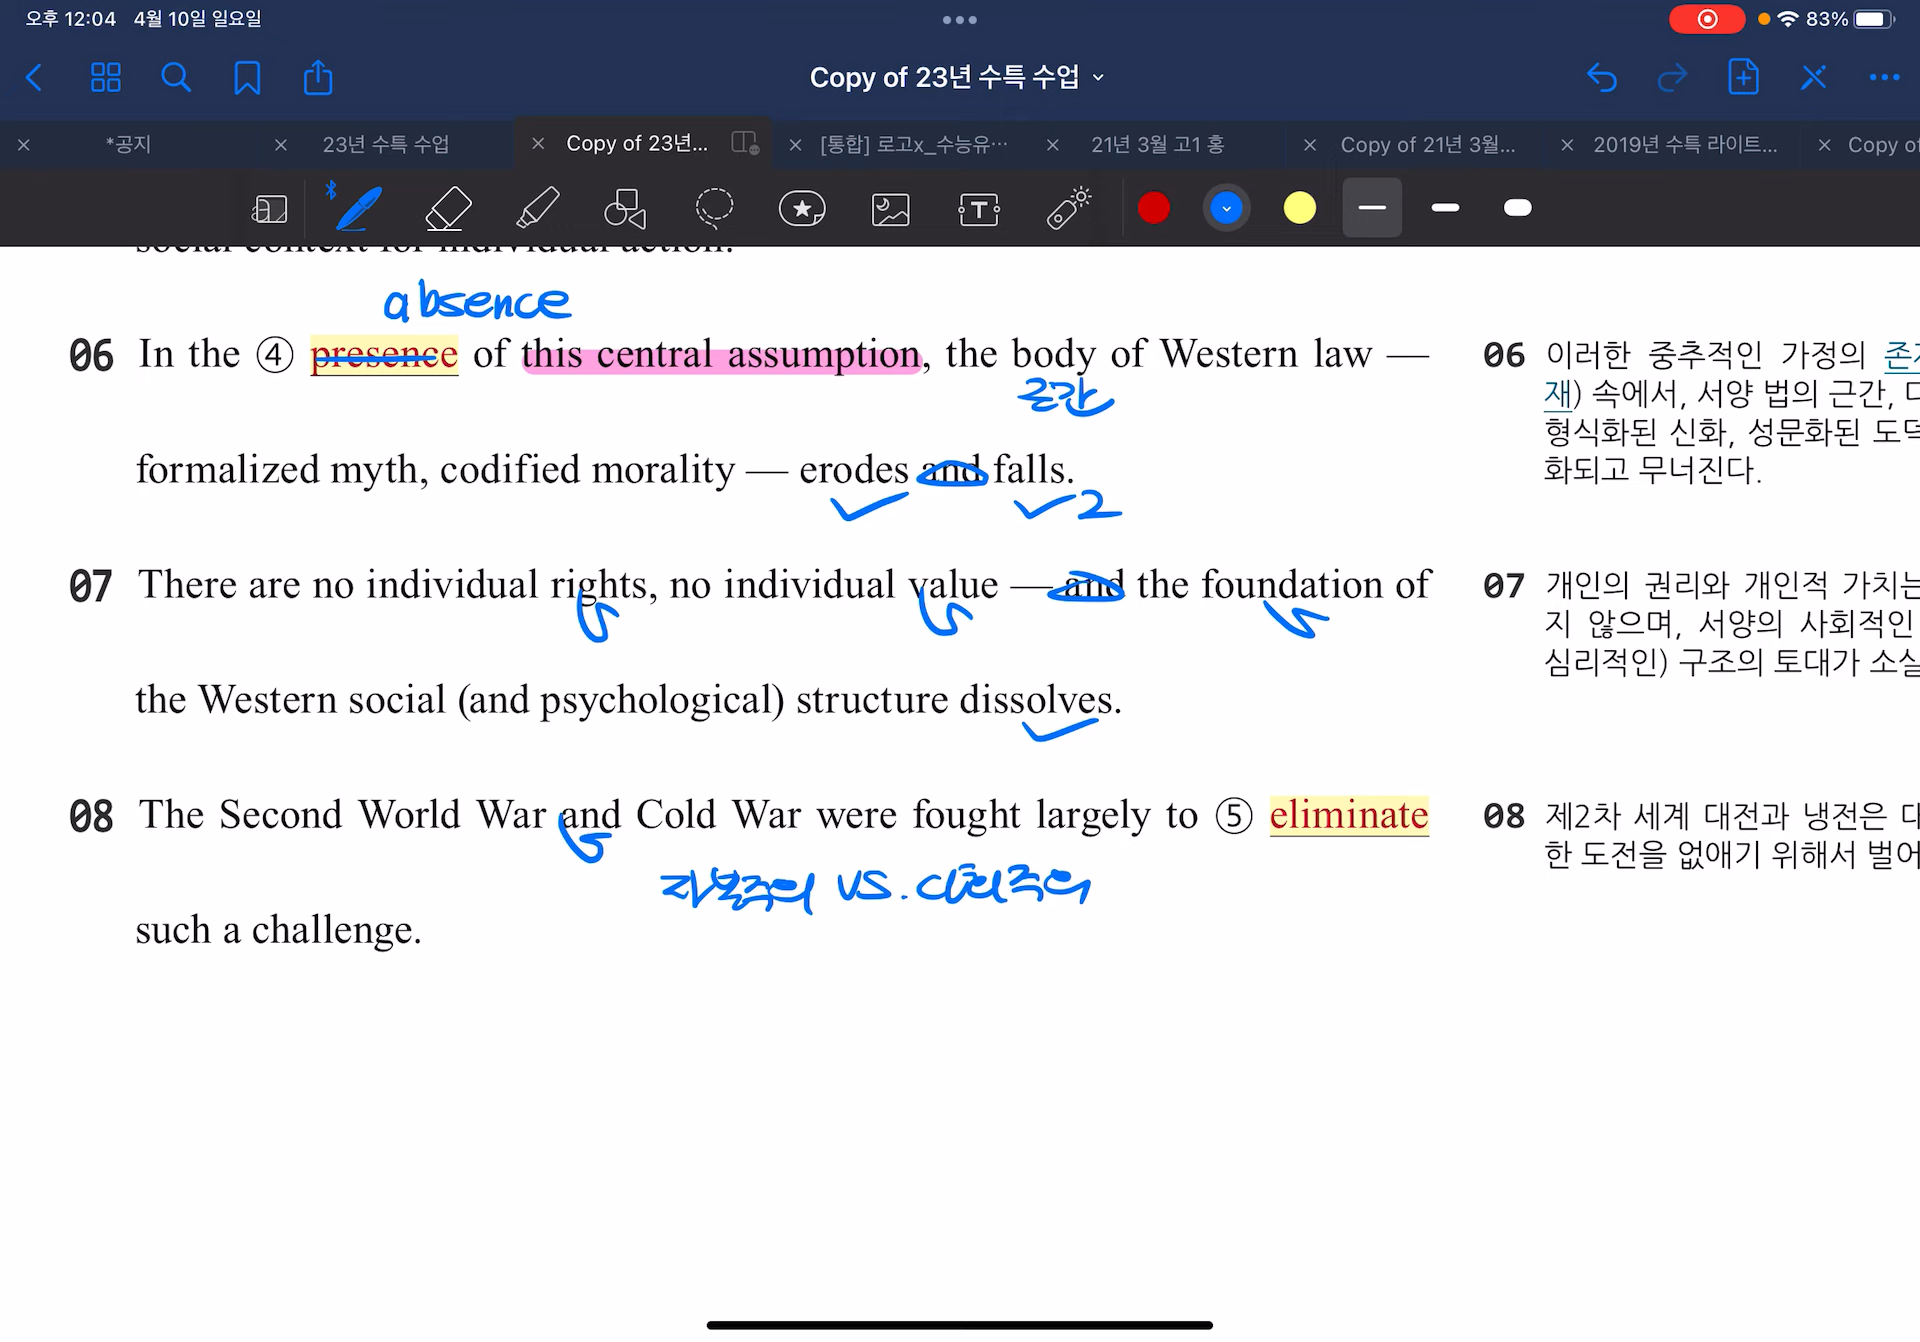 오후 12:04 4월 10일 일요일
83%
Copy of 23년 수특 수업
*공지
23년 수특 수업
Copy of 23년...
[통합] 로고x_수능유…
21년 3월 고1 홍
Copy of 21년 3월...
2019년 수특 라이트...
Copy of
social context for individual action.
absence
06 In the ④ presence of this central assumption, the body of Western law —
근간
formalized myth, codified morality — erodes and falls.
2
07 There are no individual rights, no individual value — and the foundation of
the Western social (and psychological) structure dissolves.
08 The Second World War and Cold War were fought largely to ⑤ eliminate
자본주의 VS. 사회주의
such a challenge.
06 이러한 중추적인 가정의
재) 속에서, 서양 법의 근간,
형식화된 신화, 성문화된
화되고 무너진다.
07 개인의 권리와 개인적 가치는
지 않으며, 서양의 사회적인
심리적인) 구조의 토대가
08 제2차 세계 대전과 냉전은
한 도전을 없애기 위해서